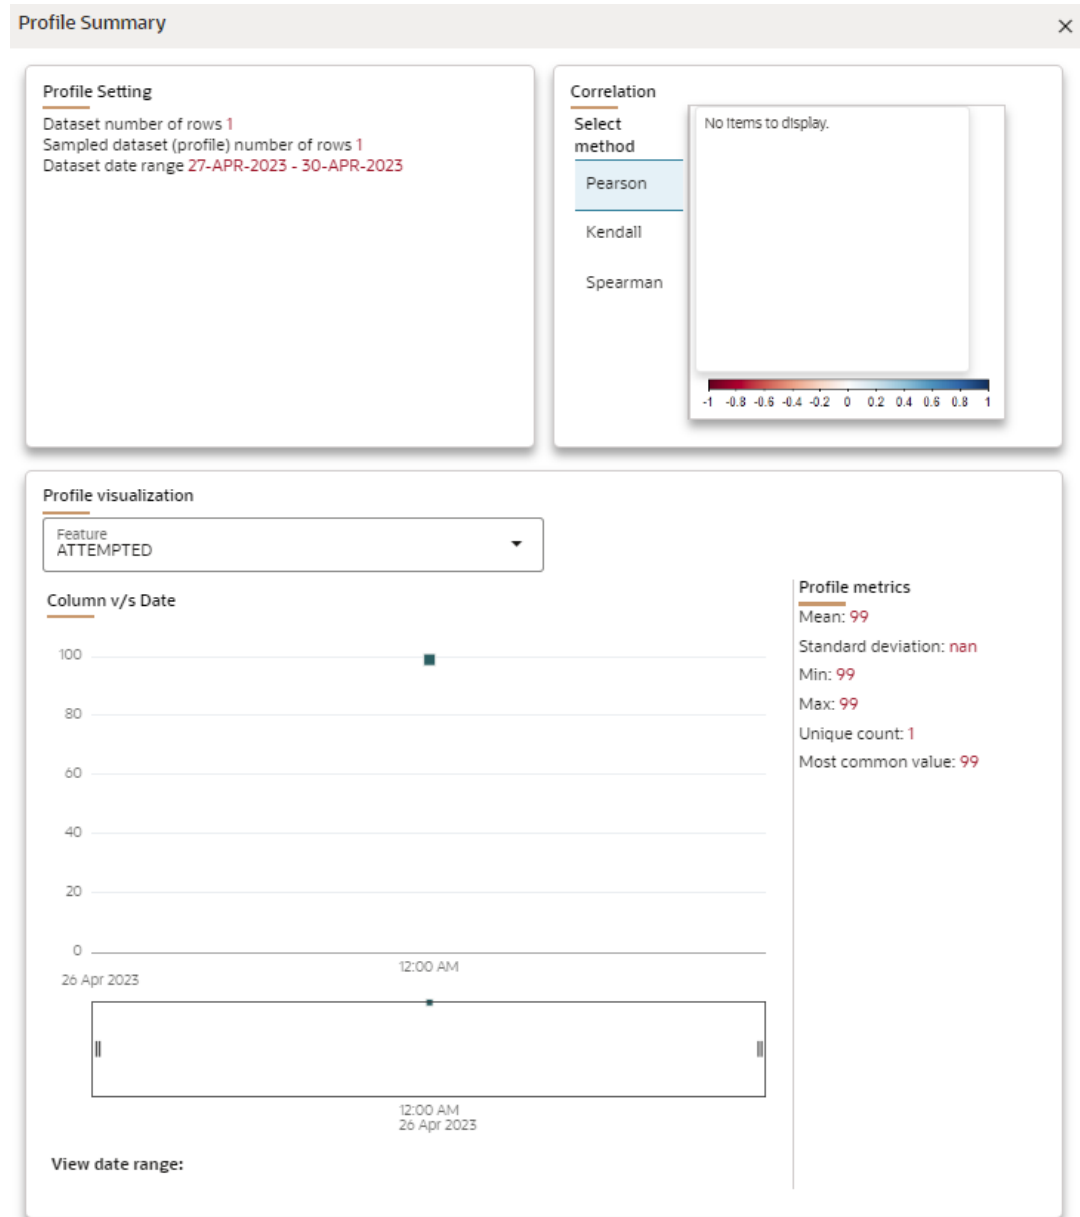 Profile Summary
Profile Setting
Dataset number of rows 1
Sampled dataset (profile) number of rows 1
Dataset date range 27-APR-2023 - 30-APR-2023
Correlation
Select
method
Pearson
Kendall
Spearman
No items to display.
-1 -0.8 -0.6 -0.4 -0.2 0 0.2 0.4 0.6 0.8 1
Profile visualization
Feature
ATTEMPTED
Column v/s Date
100
80
60
40
20
0
12:00 AM
26 Apr 2023
12:00 AM
26 Apr 2023
View date range:
Profile metrics
Mean: 99
Standard deviation: nan
Min: 99
Max: 99
Unique count: 1
Most common value: 99